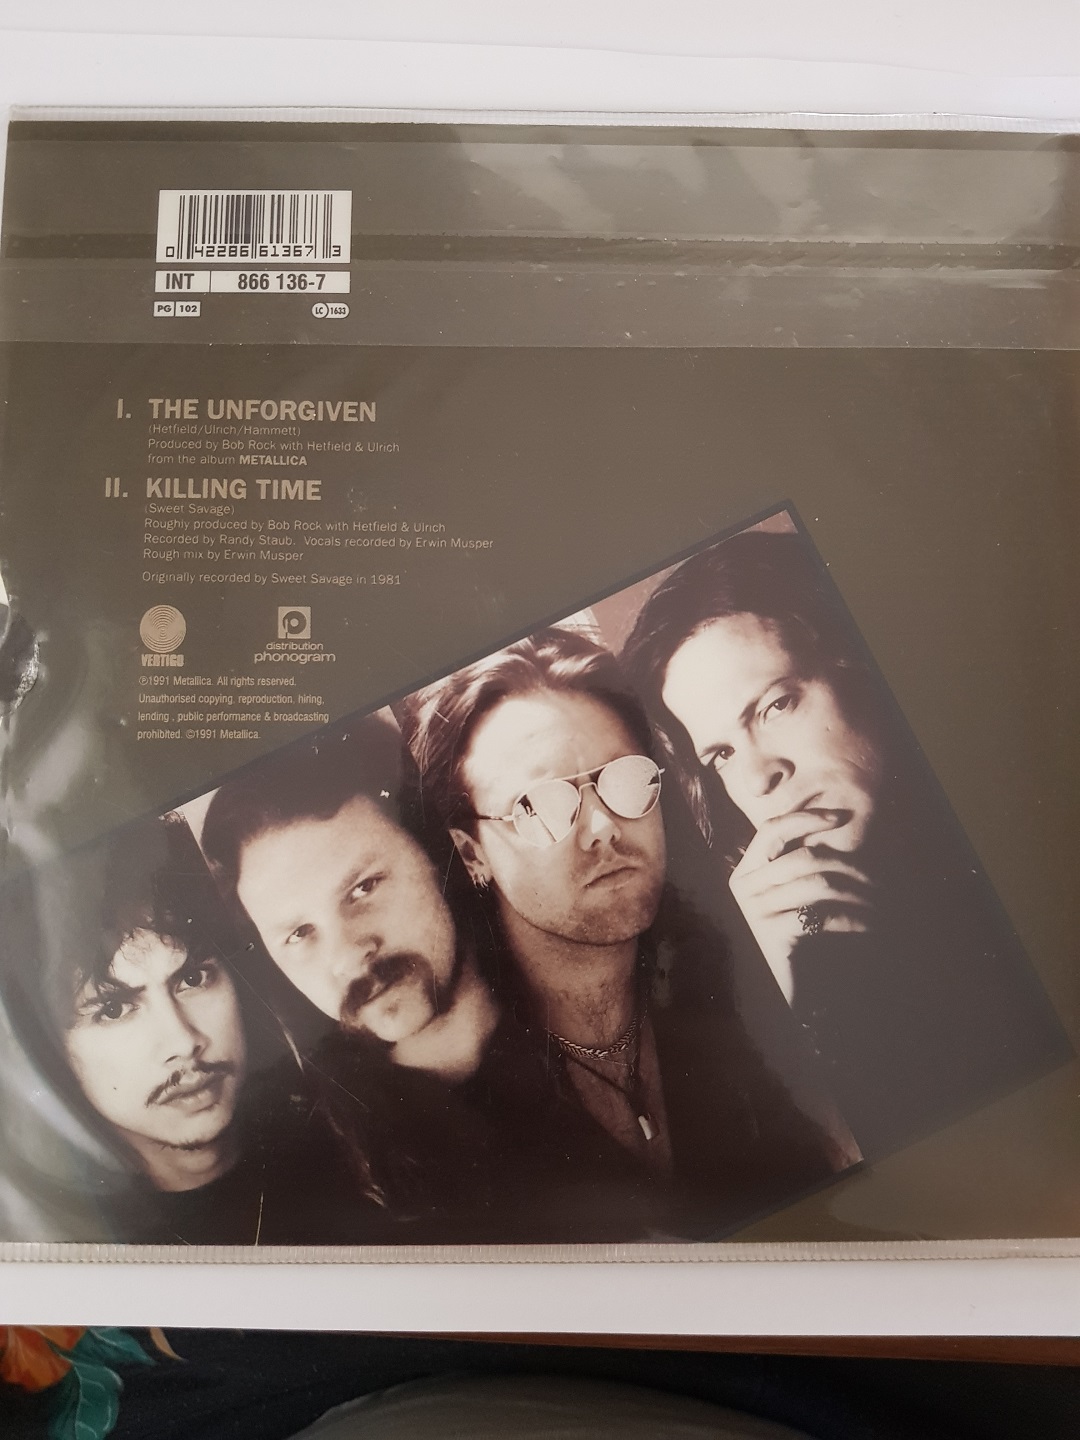 0 42286 61367 3
INT 866 136-7
PG 102 LC 1633
I. THE UNFORGIVEN
(Hetfield/Ulrich/Hammett)
Produced by Bob Rock with Hetfield & Ulrich
from the album METALLICA
II. KILLING TIME
(Sweet Savage)
Roughly produced by Bob Rock with Hetfield & Ulrich
Recorded by Randy Staub. Vocals recorded by Erwin Musper
Rough mix by Erwin Musper
Originally recorded by Sweet Savage in 1981
VERTIGO
distribution
phonogram
℗1991 Metallica. All rights reserved.
Unauthorised copying, reproduction, hiring,
lending , public performance & broadcasting
prohibited. ©1991 Metallica.